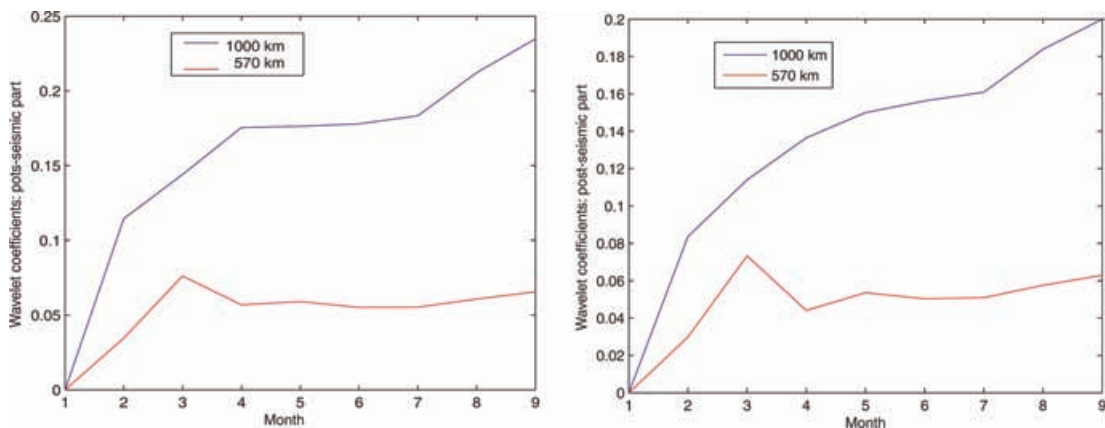 Wavelet coefficients: pots-seismic part
0.25
0.2
0.15
0.1
0.05
0
1 2 3 4 5 6 7 8 9
Month
1000 km
570 km
Wavelet coefficients: post-seismic part
0.2
0.18
0.16
0.14
0.12
0.1
0.08
0.06
0.04
0.02
0
1 2 3 4 5 6 7 8 9
Month
1000 km
570 km